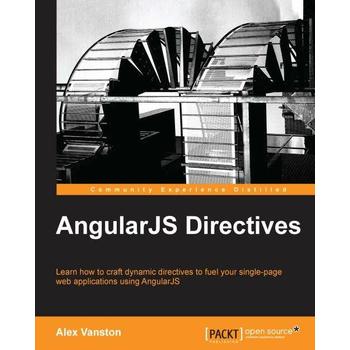 Community Experience Distilled
AngularJS Directives
Learn how to craft dynamic directives to fuel your single-page
web applications using AngularJS
Alex Vanston
[PACKT]
PUBLISHING
open source*